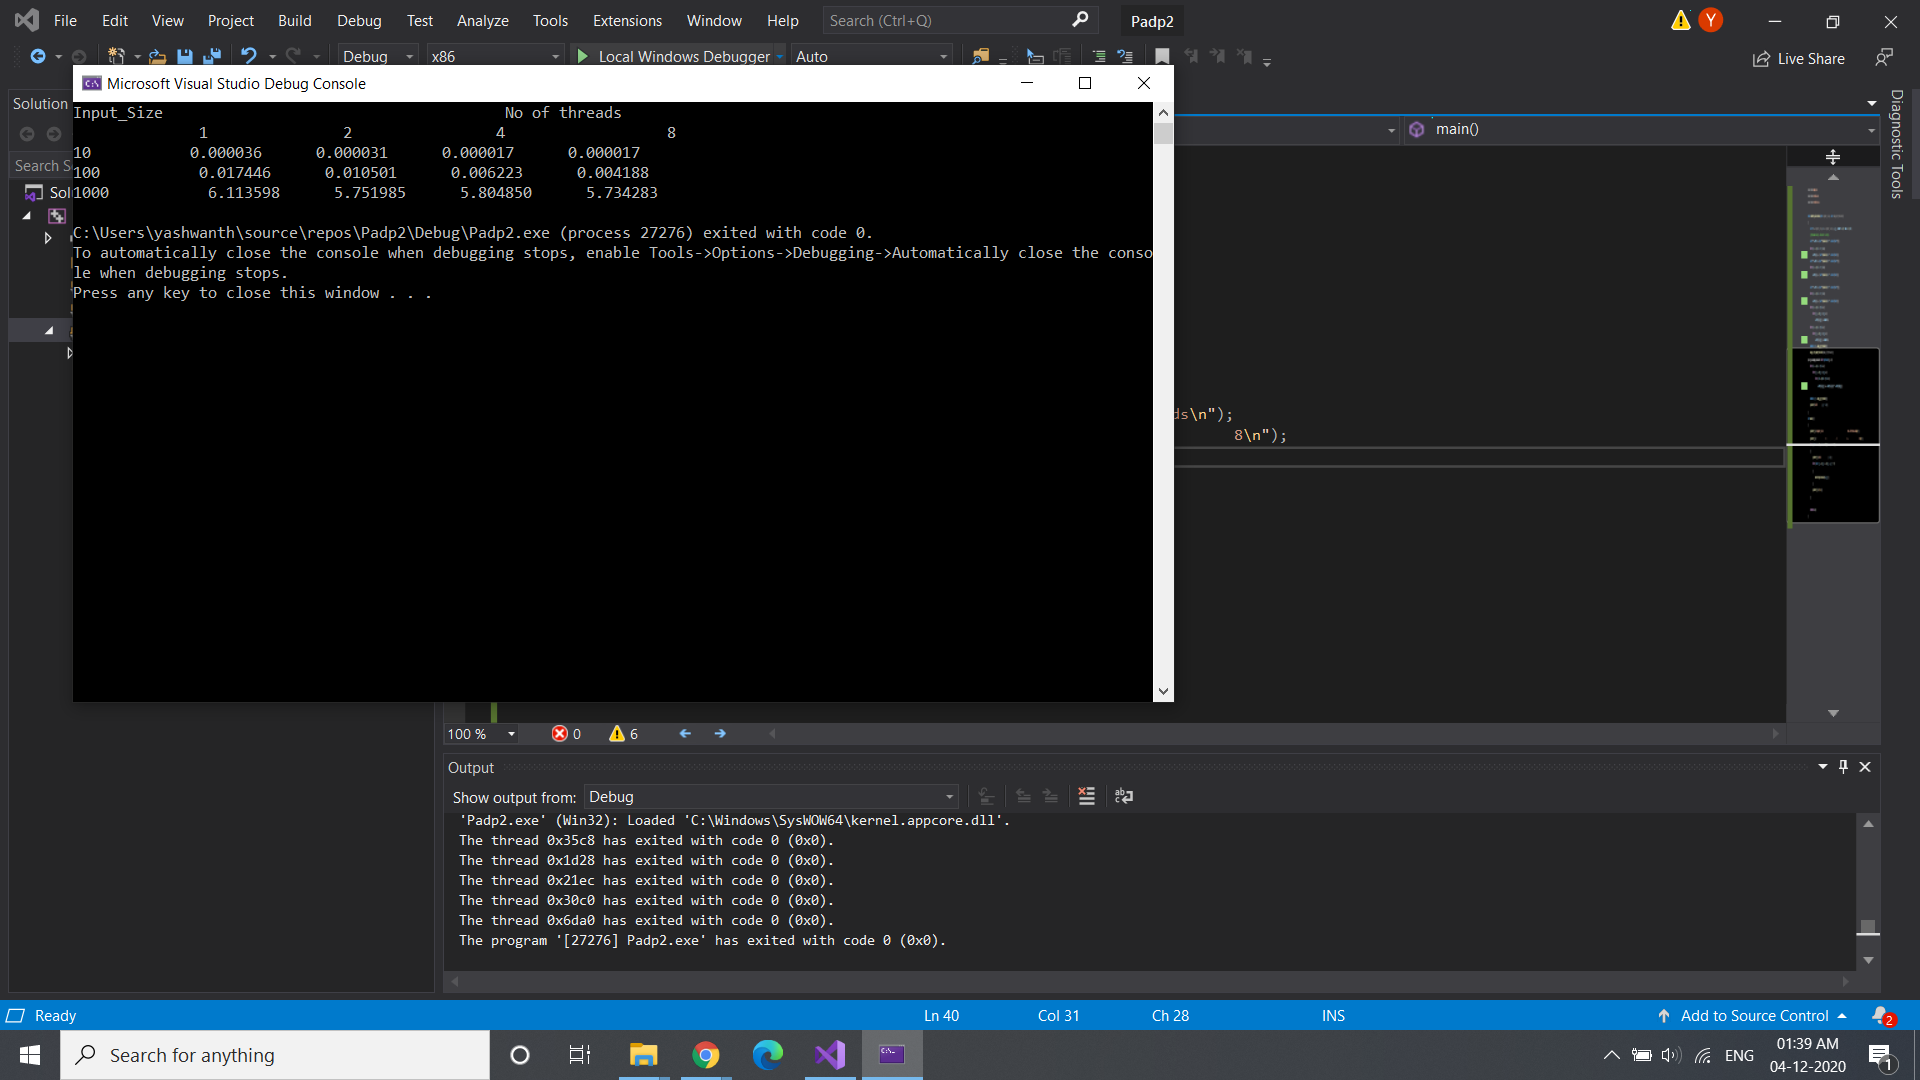 File Edit View Project Build Debug Test Analyze Tools Extensions Window Help Search (Ctrl+Q) Padp2 Y
Debug x86 Local Windows Debugger Auto Live Share
Microsoft Visual Studio Debug Console
Solution
Search S
Sol
Input_Size No of threads
1 2 4 8
10 0.000036 0.000031 0.000017 0.000017
100 0.017446 0.010501 0.006223 0.004188
1000 6.113598 5.751985 5.804850 5.734283
C:\Users\yashwanth\source\repos\Padp2\Debug\Padp2.exe (process 27276) exited with code 0.
To automatically close the console when debugging stops, enable Tools->Options->Debugging->Automatically close the conso
le when debugging stops.
Press any key to close this window . . .
main()
Diagnostic Tools
ds\n");
8\n");
100 % 0 6
Output
Show output from: Debug
'Padp2.exe' (Win32): Loaded 'C:\Windows\SysWOW64\kernel.appcore.dll'.
The thread 0x35c8 has exited with code 0 (0x0).
The thread 0x1d28 has exited with code 0 (0x0).
The thread 0x21ec has exited with code 0 (0x0).
The thread 0x30c0 has exited with code 0 (0x0).
The thread 0x6da0 has exited with code 0 (0x0).
The program '[27276] Padp2.exe' has exited with code 0 (0x0).
Ready Ln 40 Col 31 Ch 28 INS Add to Source Control 2
Search for anything ENG 01:39 AM
04-12-2020 1